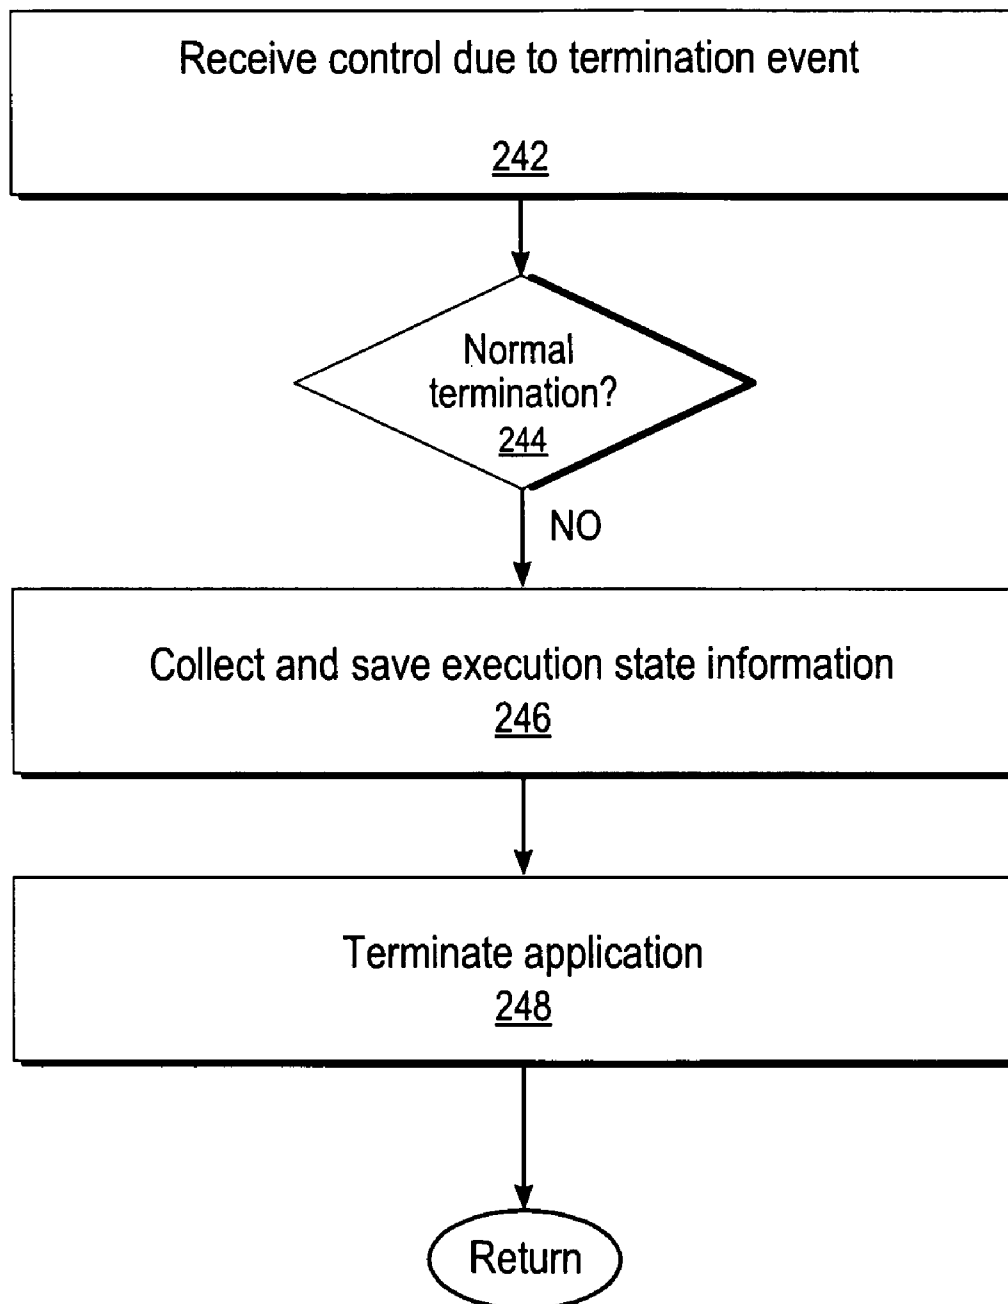 Receive control due to termination event
242
Normal
termination?
244
NO
Collect and save execution state information
246
Terminate application
248
Return